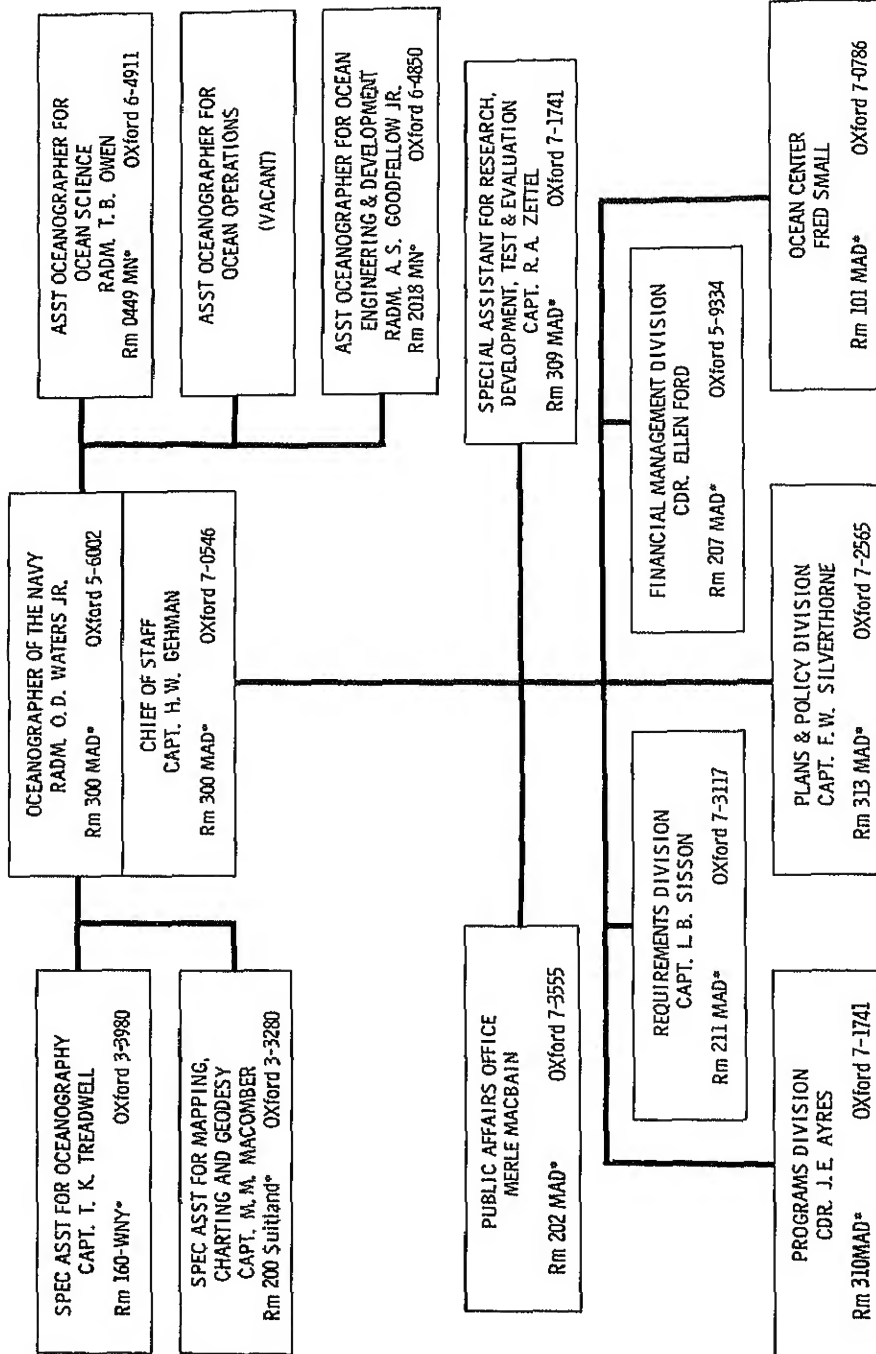 OCEANOGRAPHER OF THE NAVY
RADM. O.D. WATERS JR.
Rm 300 MAD* OXford 5-6002
CHIEF OF STAFF
CAPT. H.W. GEHMAN
Rm 300 MAD* OXford 7-0546
SPEC ASST FOR OCEANOGRAPHY
CAPT. T. K. TREADWELL
Rm 160-WNY* OXford 3-3980
SPEC ASST FOR MAPPING,
CHARTING AND GEODESY
CAPT. M.M. MACOMBER
Rm 200 Suitland* OXford 3-3280
ASST OCEANOGRAPHER FOR
OCEAN SCIENCE
RADM. T.B. OWEN
Rm 0449 MN* OXford 6-4911
ASST OCEANOGRAPHER FOR
OCEAN OPERATIONS
(VACANT)
ASST OCEANOGRAPHER FOR OCEAN
ENGINEERING & DEVELOPMENT
RADM. A.S. GOODFELLOW JR.
Rm 2018 MN* OXford 6-4850
PUBLIC AFFAIRS OFFICE
MERLE MACBAIN
Rm 202 MAD* OXford 7-3555
SPECIAL ASSISTANT FOR RESEARCH,
DEVELOPMENT, TEST & EVALUATION
CAPT. R.A. ZEITEL
Rm 309 MAD* OXford 7-1741
REQUIREMENTS DIVISION
CAPT. L.B. SISSON
Rm 211 MAD* OXford 7-3117
FINANCIAL MANAGEMENT DIVISION
CDR. ELLEN FORD
Rm 207 MAD* OXford 5-9334
PROGRAMS DIVISION
CDR. J.E. AYRES
Rm 310MAD* OXford 7-1741
PLANS & POLICY DIVISION
CAPT. F.W. SILVERTHORNE
Rm 313 MAD* OXford 7-2565
OCEAN CENTER
FRED SMALL
Rm 101 MAD* OXford 7-0786